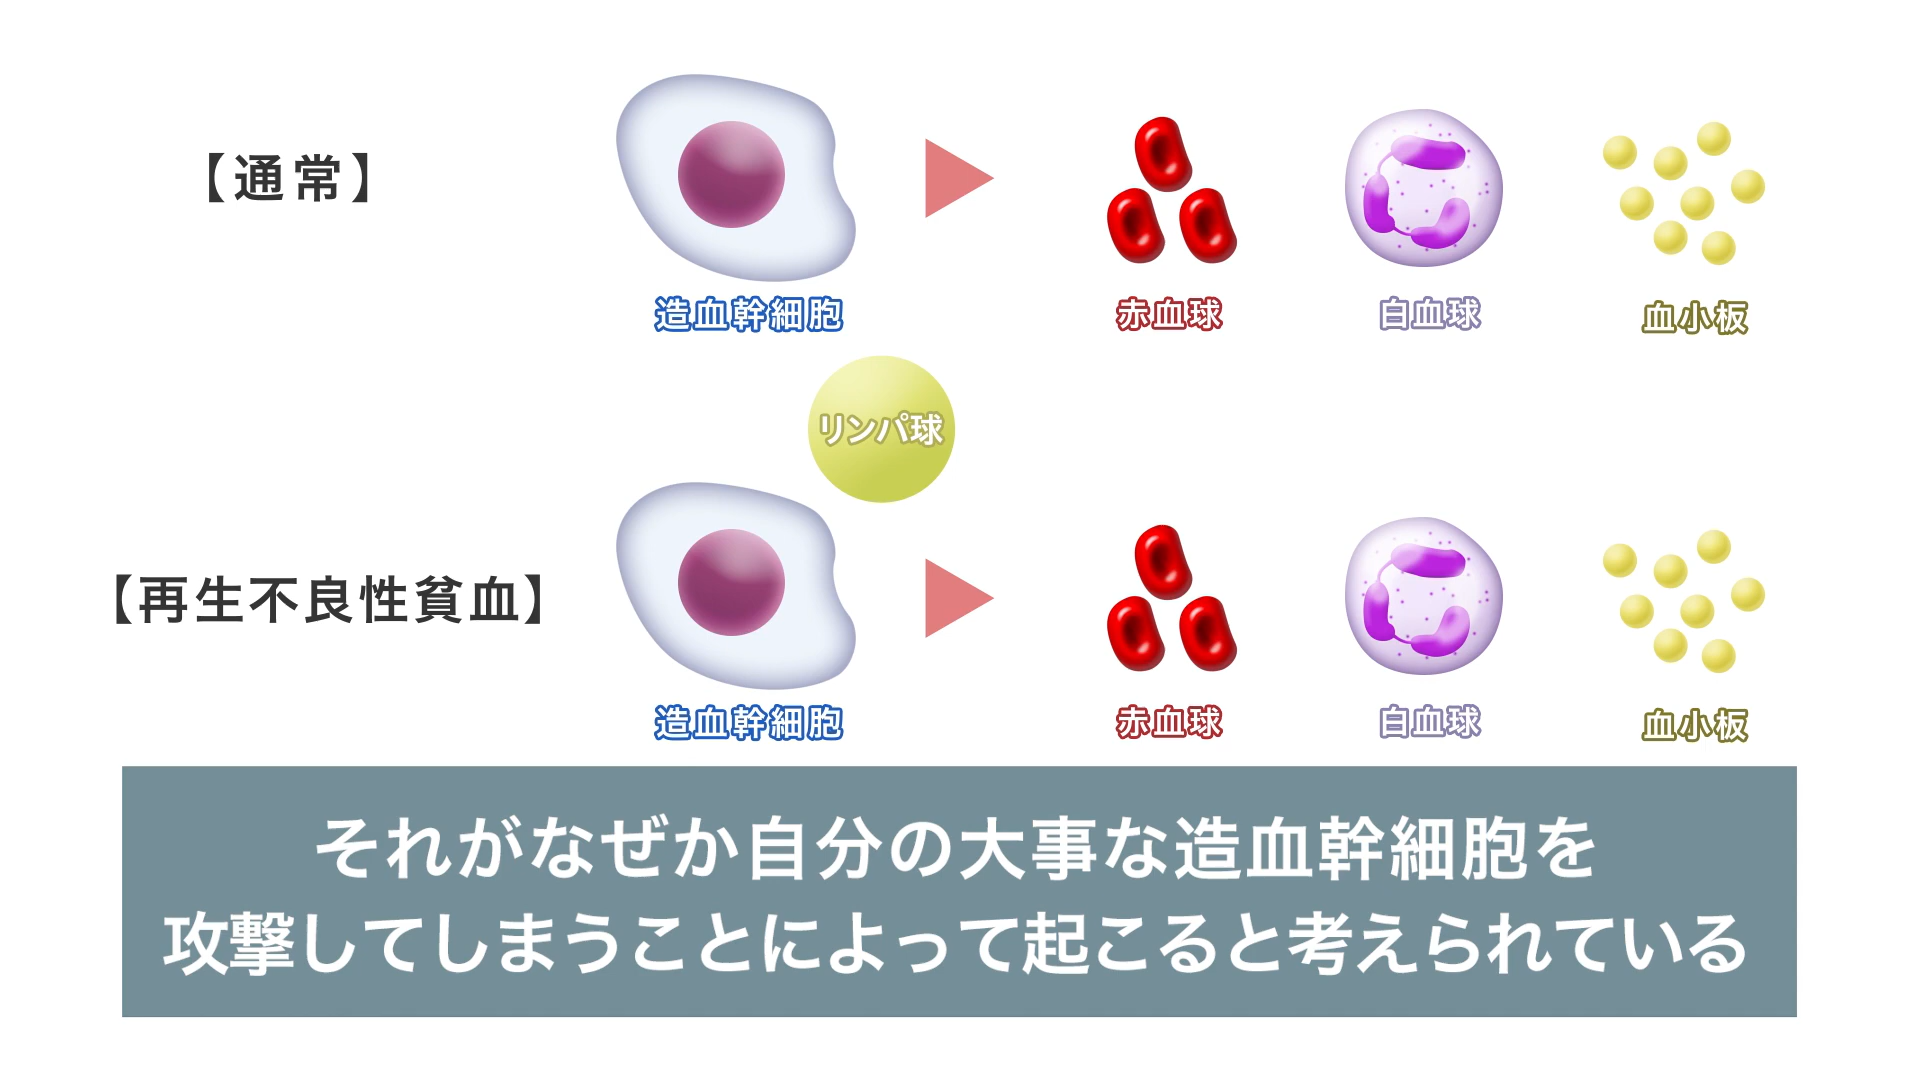 【通常】
造血幹細胞
赤血球
白血球
血小板
リンパ球
【再生不良性貧血】
造血幹細胞
赤血球
白血球
血小板
それがなぜか自分の大事な造血幹細胞を
攻撃してしまうことによって起こると考えられている